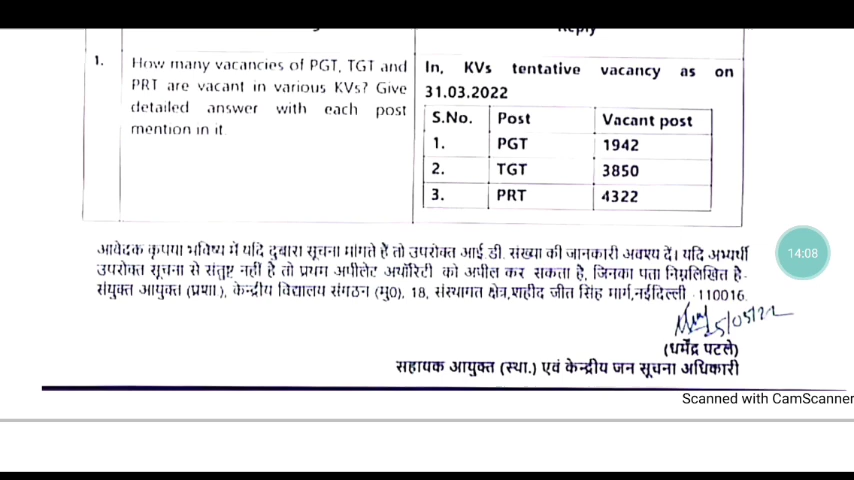 Reply
1.
How many vacancies of PGT, TGT and
PRT are vacant in various KVs? Give
detailed answer with each post
mention in it.
In, KVs tentative vacancy as on
31.03.2022
S.No. Post Vacant post
1. PGT 1942
2. TGT 3850
3. PRT 4322
आवेदक कृपया भविष्य में यदि दुबारा सूचना मांगते है तो उपरोक्त आई.डी. संख्या की जानकारी अवश्य दें। यदि अभ्यर्थी
उपरोक्त सूचना से संतुष्ट नहीं है तो प्रथम अपीलेट अथॉरिटी को अपील कर सकता है, जिनका पता निम्नलिखित है-
संयुक्त आयुक्त (प्रशा), केन्द्रीय विद्यालय संगठन (मु0), 18, संस्थागत क्षेत्र,शहीद जीत सिंह मार्ग,नई दिल्ली -110016.
14:08
(धर्मेंद्र पटले)
सहायक आयुक्त (स्था.) एवं केन्द्रीय जन सूचना अधिकारी
Scanned with CamScanner